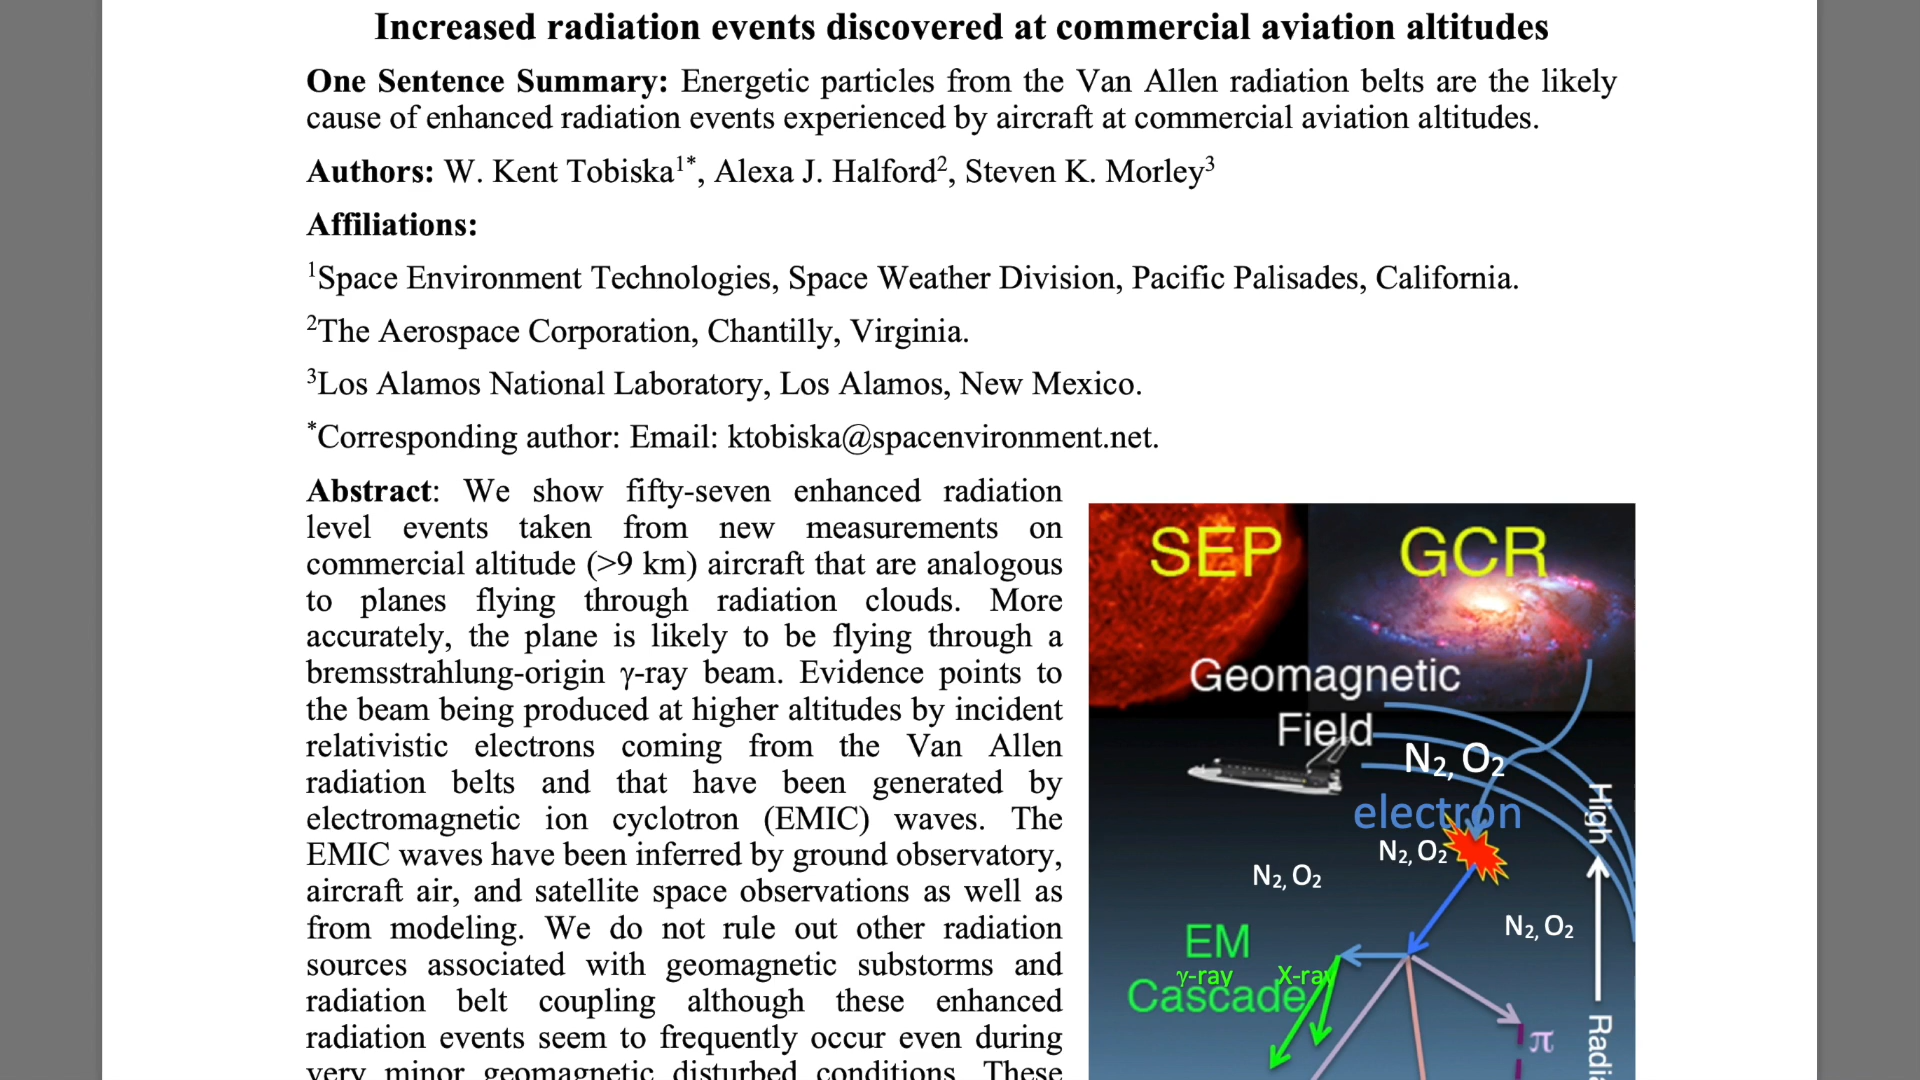 Increased radiation events discovered at commercial aviation altitudes
One Sentence Summary: Energetic particles from the Van Allen radiation belts are the likely
cause of enhanced radiation events experienced by aircraft at commercial aviation altitudes.
Authors: W. Kent Tobiska¹*, Alexa J. Halford², Steven K. Morley³
Affiliations:
¹Space Environment Technologies, Space Weather Division, Pacific Palisades, California.
²The Aerospace Corporation, Chantilly, Virginia.
³Los Alamos National Laboratory, Los Alamos, New Mexico.
*Corresponding author: Email: ktobiska@spacenvironment.net.
Abstract: We show fifty-seven enhanced radiation
level events taken from new measurements on
commercial altitude (>9 km) aircraft that are analogous
to planes flying through radiation clouds. More
accurately, the plane is likely to be flying through a
bremsstrahlung-origin γ-ray beam. Evidence points to
the beam being produced at higher altitudes by incident
relativistic electrons coming from the Van Allen
radiation belts and that have been generated by
electromagnetic ion cyclotron (EMIC) waves. The
EMIC waves have been inferred by ground observatory,
aircraft air, and satellite space observations as well as
from modeling. We do not rule out other radiation
sources associated with geomagnetic substorms and
radiation belt coupling although these enhanced
radiation events seem to frequently occur even during
very minor geomagnetic disturbed conditions. These
SEP
GCR
Geomagnetic
Field
N₂, O₂
electron
N₂, O₂
N₂, O₂
N₂, O₂
High
EM
γ-ray X-ray
Cascade
π